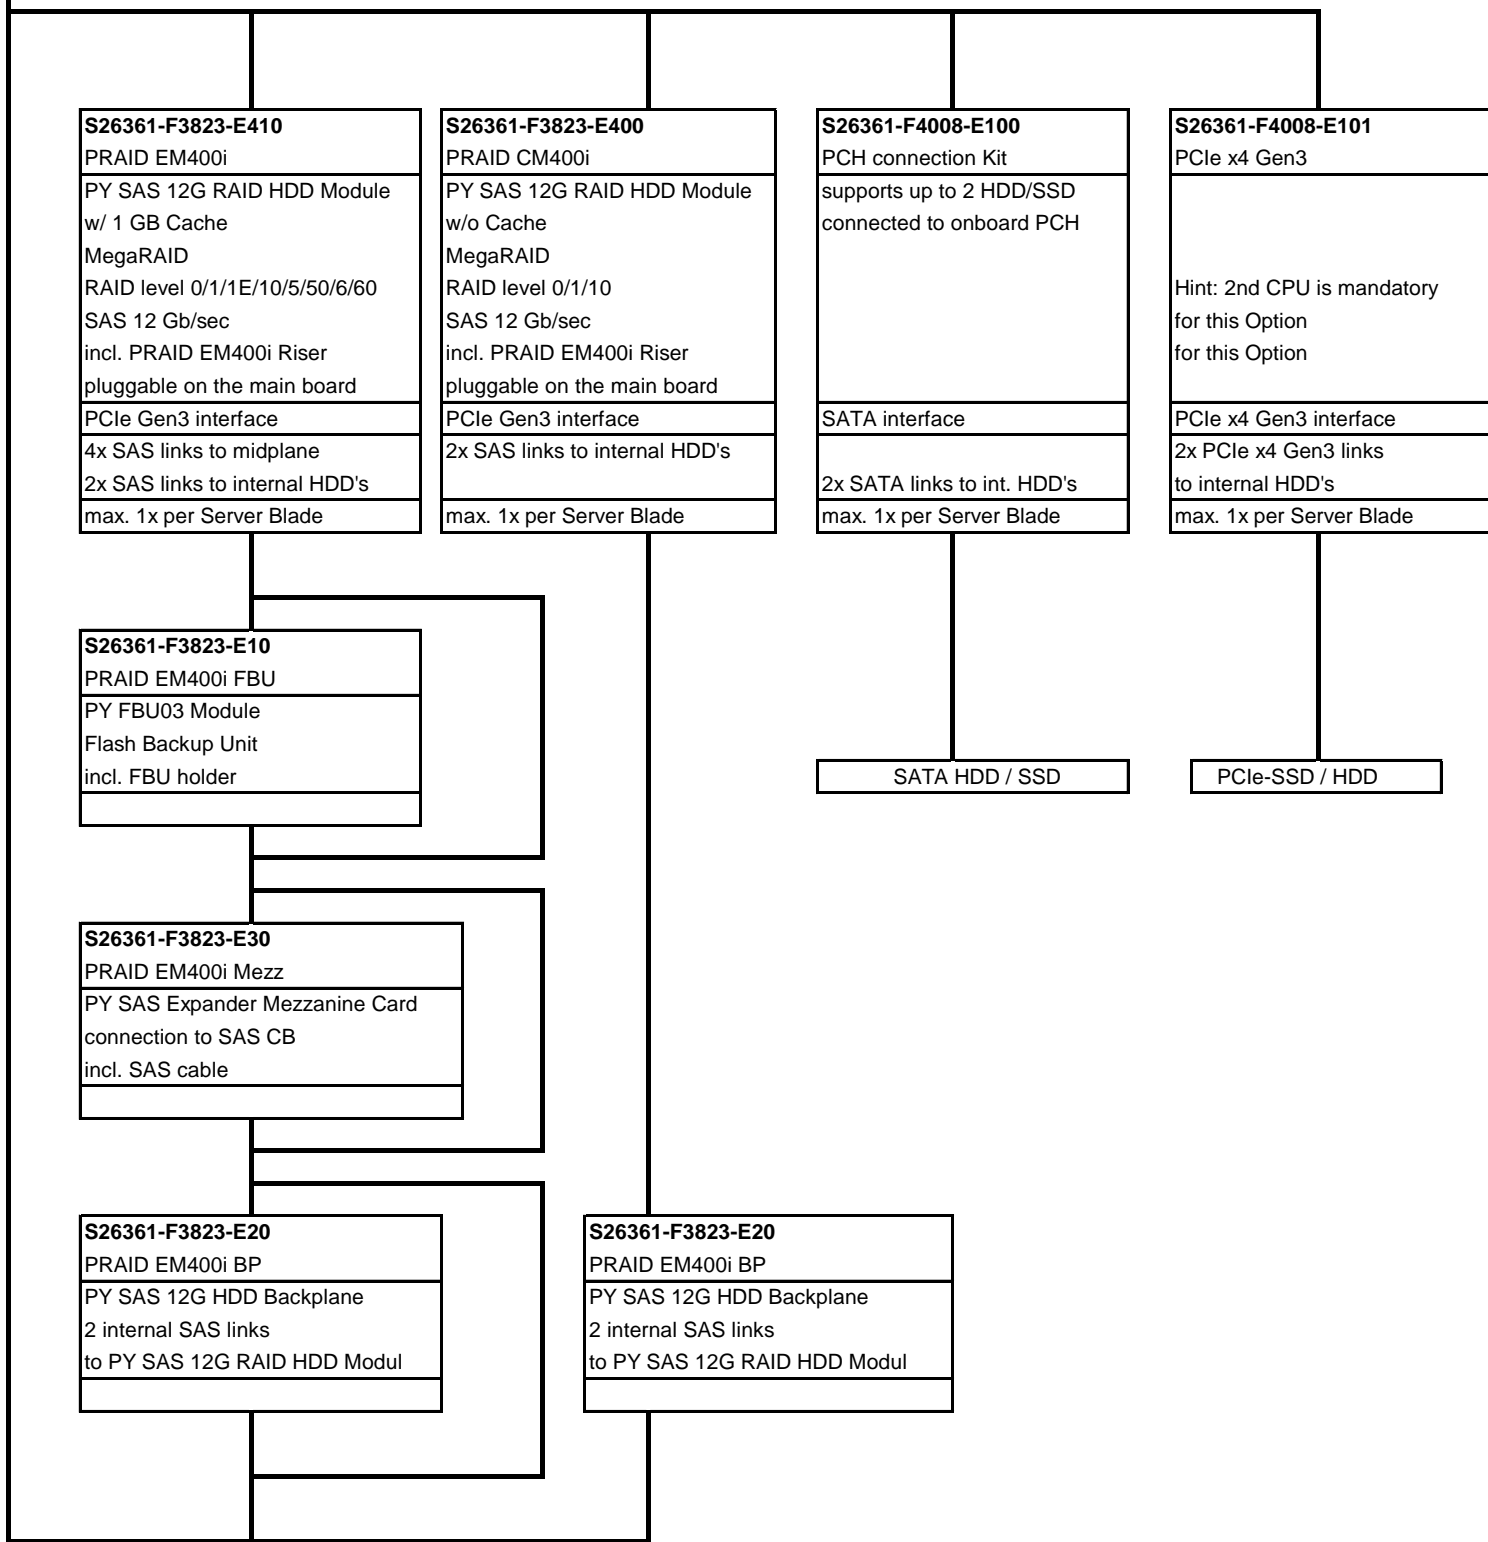 S26361-F3823-E410
PRAID EM400i
PY SAS 12G RAID HDD Module
w/ 1 GB Cache
MegaRAID
RAID level 0/1/1E/10/5/50/6/60
SAS 12 Gb/sec
incl. PRAID EM400i Riser
pluggable on the main board
PCIe Gen3 interface
4x SAS links to midplane
2x SAS links to internal HDD's
max. 1x per Server Blade
S26361-F3823-E400
PRAID CM400i
PY SAS 12G RAID HDD Module
w/o Cache
MegaRAID
RAID level 0/1/10
SAS 12 Gb/sec
incl. PRAID EM400i Riser
pluggable on the main board
PCIe Gen3 interface
2x SAS links to internal HDD's
max. 1x per Server Blade
S26361-F4008-E100
PCH connection Kit
supports up to 2 HDD/SSD
connected to onboard PCH
SATA interface
2x SATA links to int. HDD's
max. 1x per Server Blade
S26361-F4008-E101
PCIe x4 Gen3
Hint: 2nd CPU is mandatory
for this Option
for this Option
PCIe x4 Gen3 interface
2x PCIe x4 Gen3 links
to internal HDD's
max. 1x per Server Blade
S26361-F3823-E10
PRAID EM400i FBU
PY FBU03 Module
Flash Backup Unit
incl. FBU holder
SATA HDD / SSD
PCIe-SSD / HDD
S26361-F3823-E30
PRAID EM400i Mezz
PY SAS Expander Mezzanine Card
connection to SAS CB
incl. SAS cable
S26361-F3823-E20
PRAID EM400i BP
PY SAS 12G HDD Backplane
2 internal SAS links
to PY SAS 12G RAID HDD Modul
S26361-F3823-E20
PRAID EM400i BP
PY SAS 12G HDD Backplane
2 internal SAS links
to PY SAS 12G RAID HDD Modul